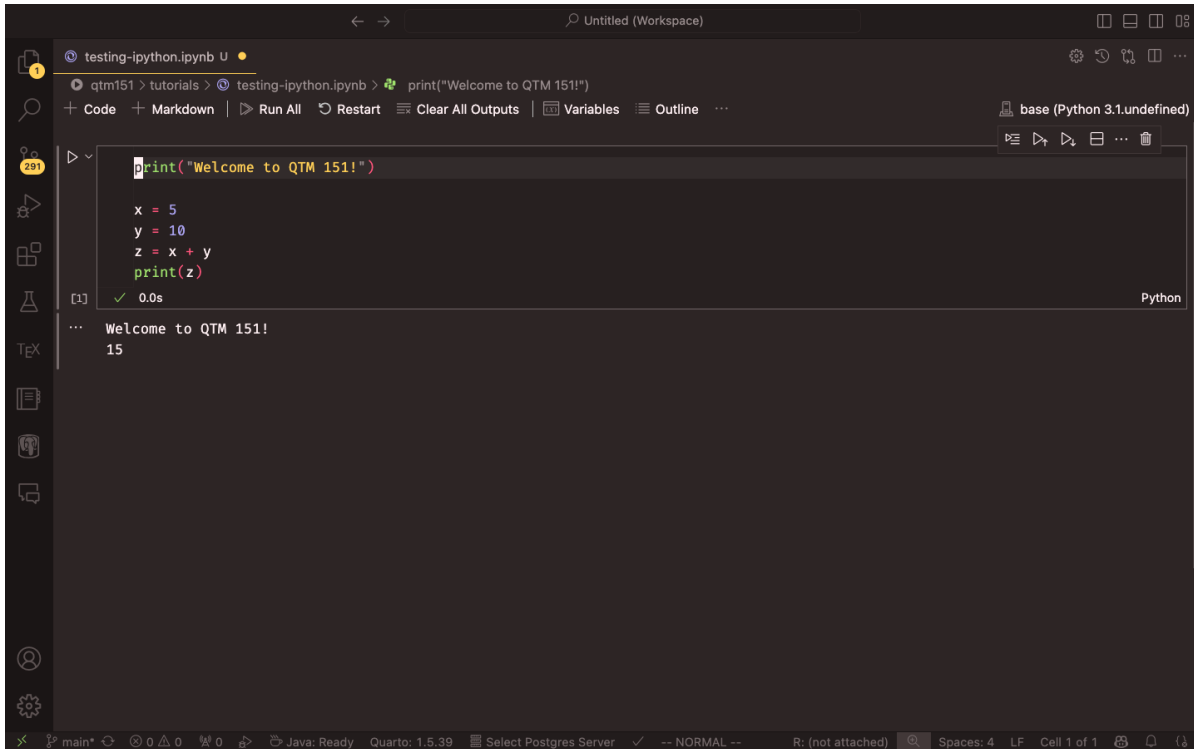 Untitled (Workspace)
testing-ipython.ipynb U
1
qtm151 > tutorials > testing-ipython.ipynb > print("Welcome to QTM 151!")
+ Code + Markdown | Run All Restart Clear All Outputs | Variables Outline ··· base (Python 3.1.undefined)
291
print("Welcome to QTM 151!")
x = 5
y = 10
z = x + y
print(z)
[1] ✓ 0.0s Python
··· Welcome to QTM 151!
15
TEX
main* 0 0 0 Java: Ready Quarto: 1.5.39 Select Postgres Server ✓ -- NORMAL -- R: (not attached) Spaces: 4 LF Cell 1 of 1